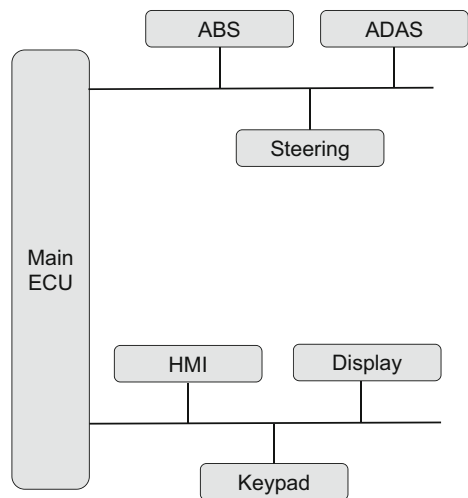 ABS
ADAS
Steering
Main
ECU
HMI
Display
Keypad